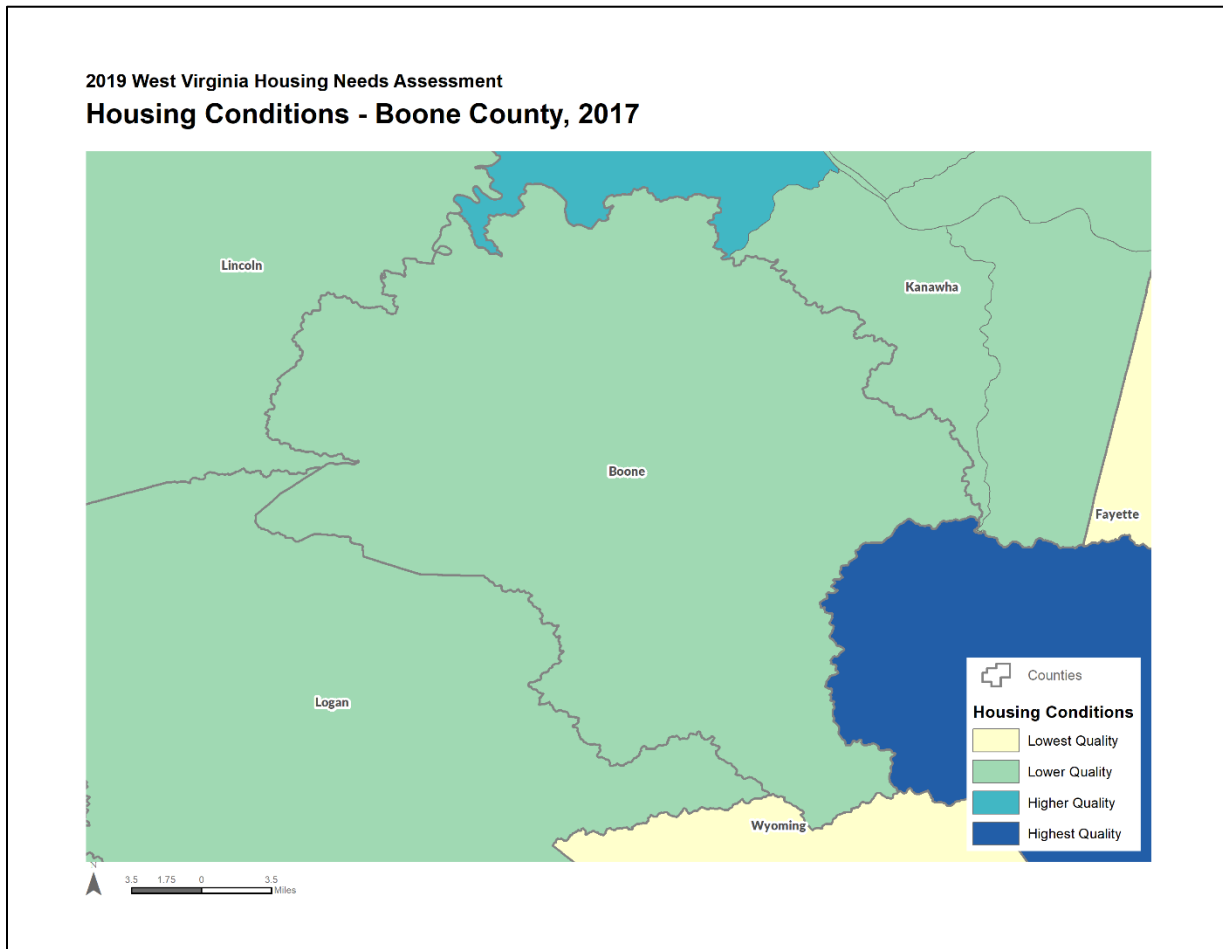 2019 West Virginia Housing Needs Assessment
Housing Conditions - Boone County, 2017
Lincoln
Kanawha
Boone
Fayette
Logan
Wyoming
Counties
Housing Conditions
Lowest Quality
Lower Quality
Higher Quality
Highest Quality
N
3.5 1.75 0 3.5
Miles